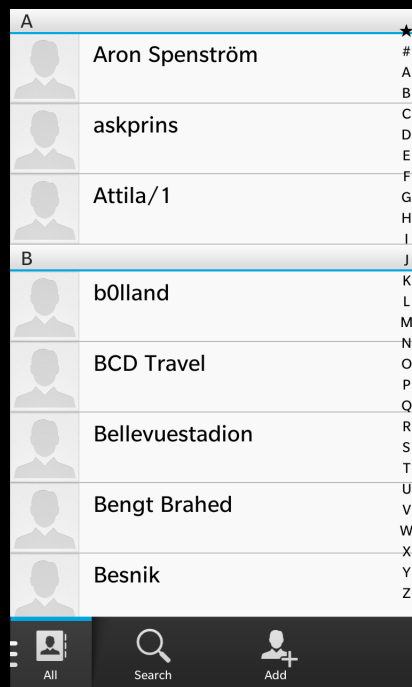 A
Aron Spenström
askprins
Attila/1
B
b0lland
BCD Travel
Bellevuestadion
Bengt Brahed
Besnik
★
#
A
B
C
D
E
F
G
H
I
J
K
L
M
N
O
P
Q
R
S
T
U
V
W
X
Y
Z
All
Search
Add